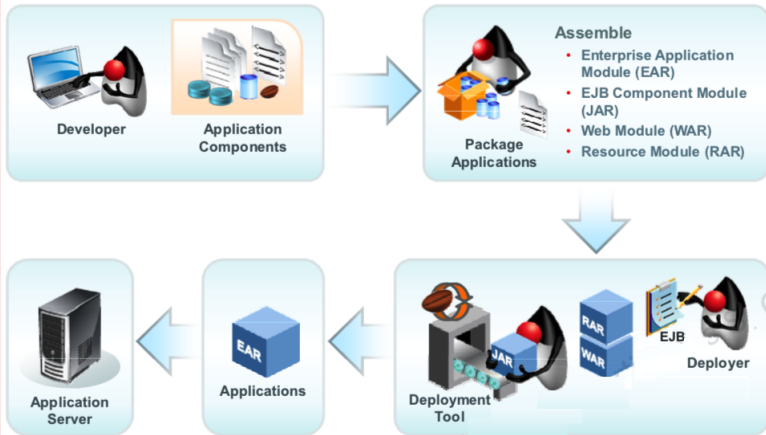 Developer
Application
Components
Package
Applications
Assemble
• Enterprise Application
Module (EAR)
• EJB Component Module
(JAR)
• Web Module (WAR)
• Resource Module (RAR)
Application
Server
EAR
Applications
Deployment
Tool
JAR
RAR
WAR
EJB
Deployer